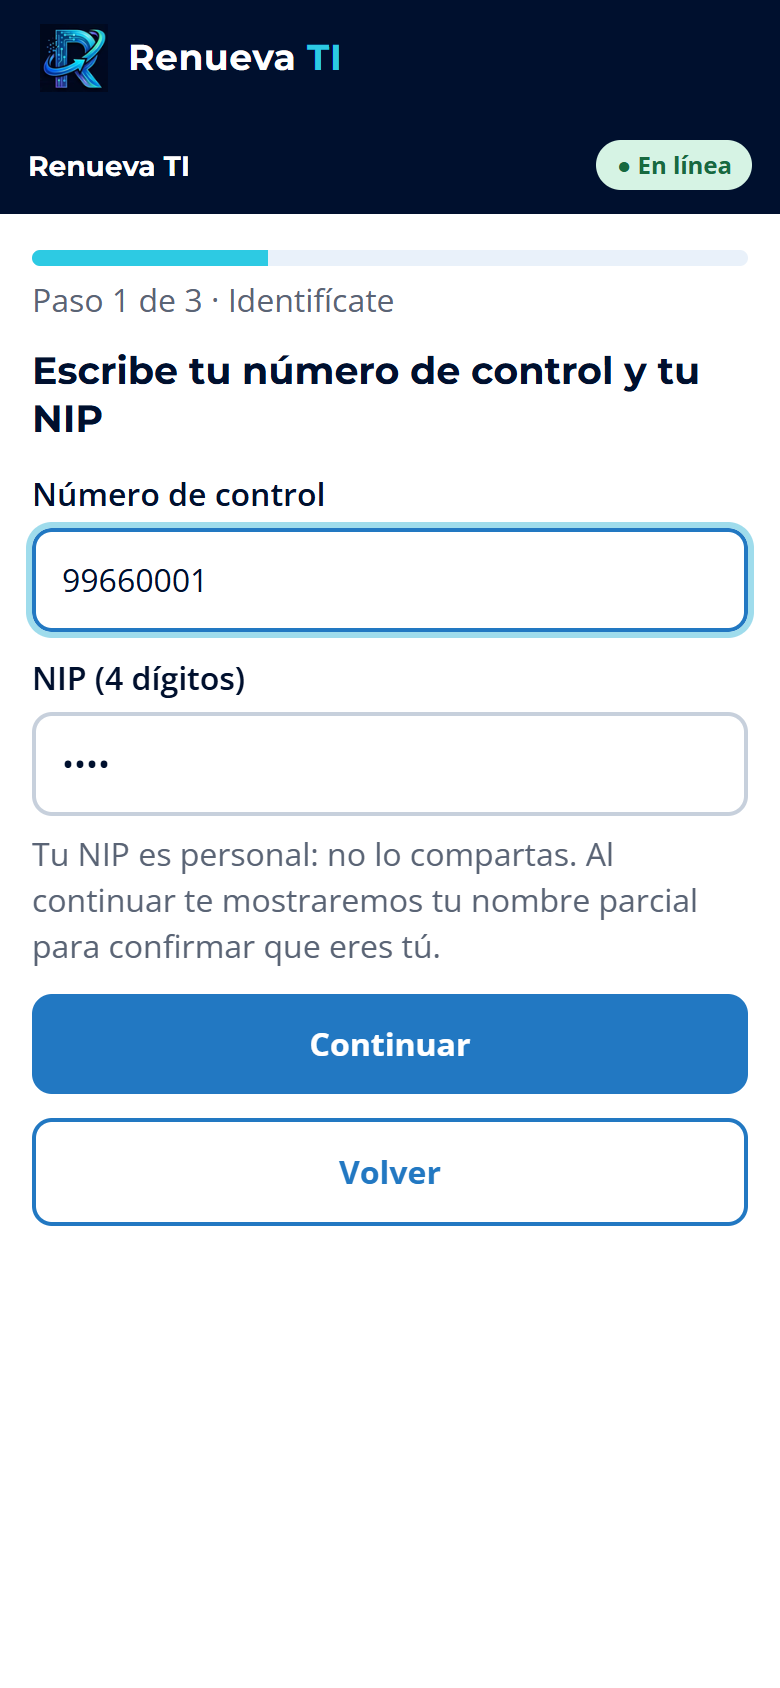 Renueva TI
Renueva TI
● En línea
Paso 1 de 3 · Identifícate
Escribe tu número de control y tu
NIP
Número de control
99660001
NIP (4 dígitos)
••••
Tu NIP es personal: no lo compartas. Al
continuar te mostraremos tu nombre parcial
para confirmar que eres tú.
Continuar
Volver